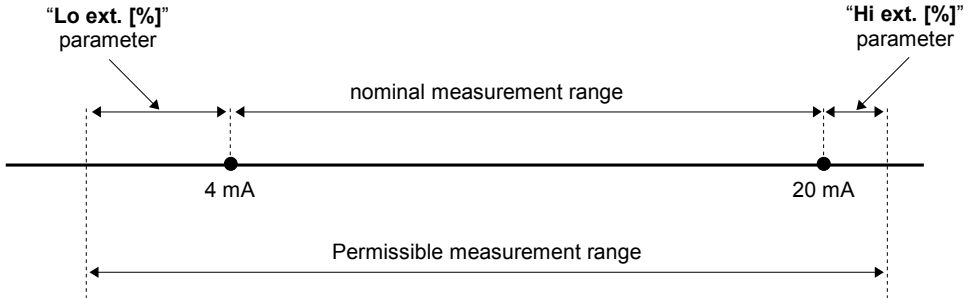 “Lo ext. [%]”
parameter
“Hi ext. [%]”
parameter
nominal measurement range
4 mA
20 mA
Permissible measurement range